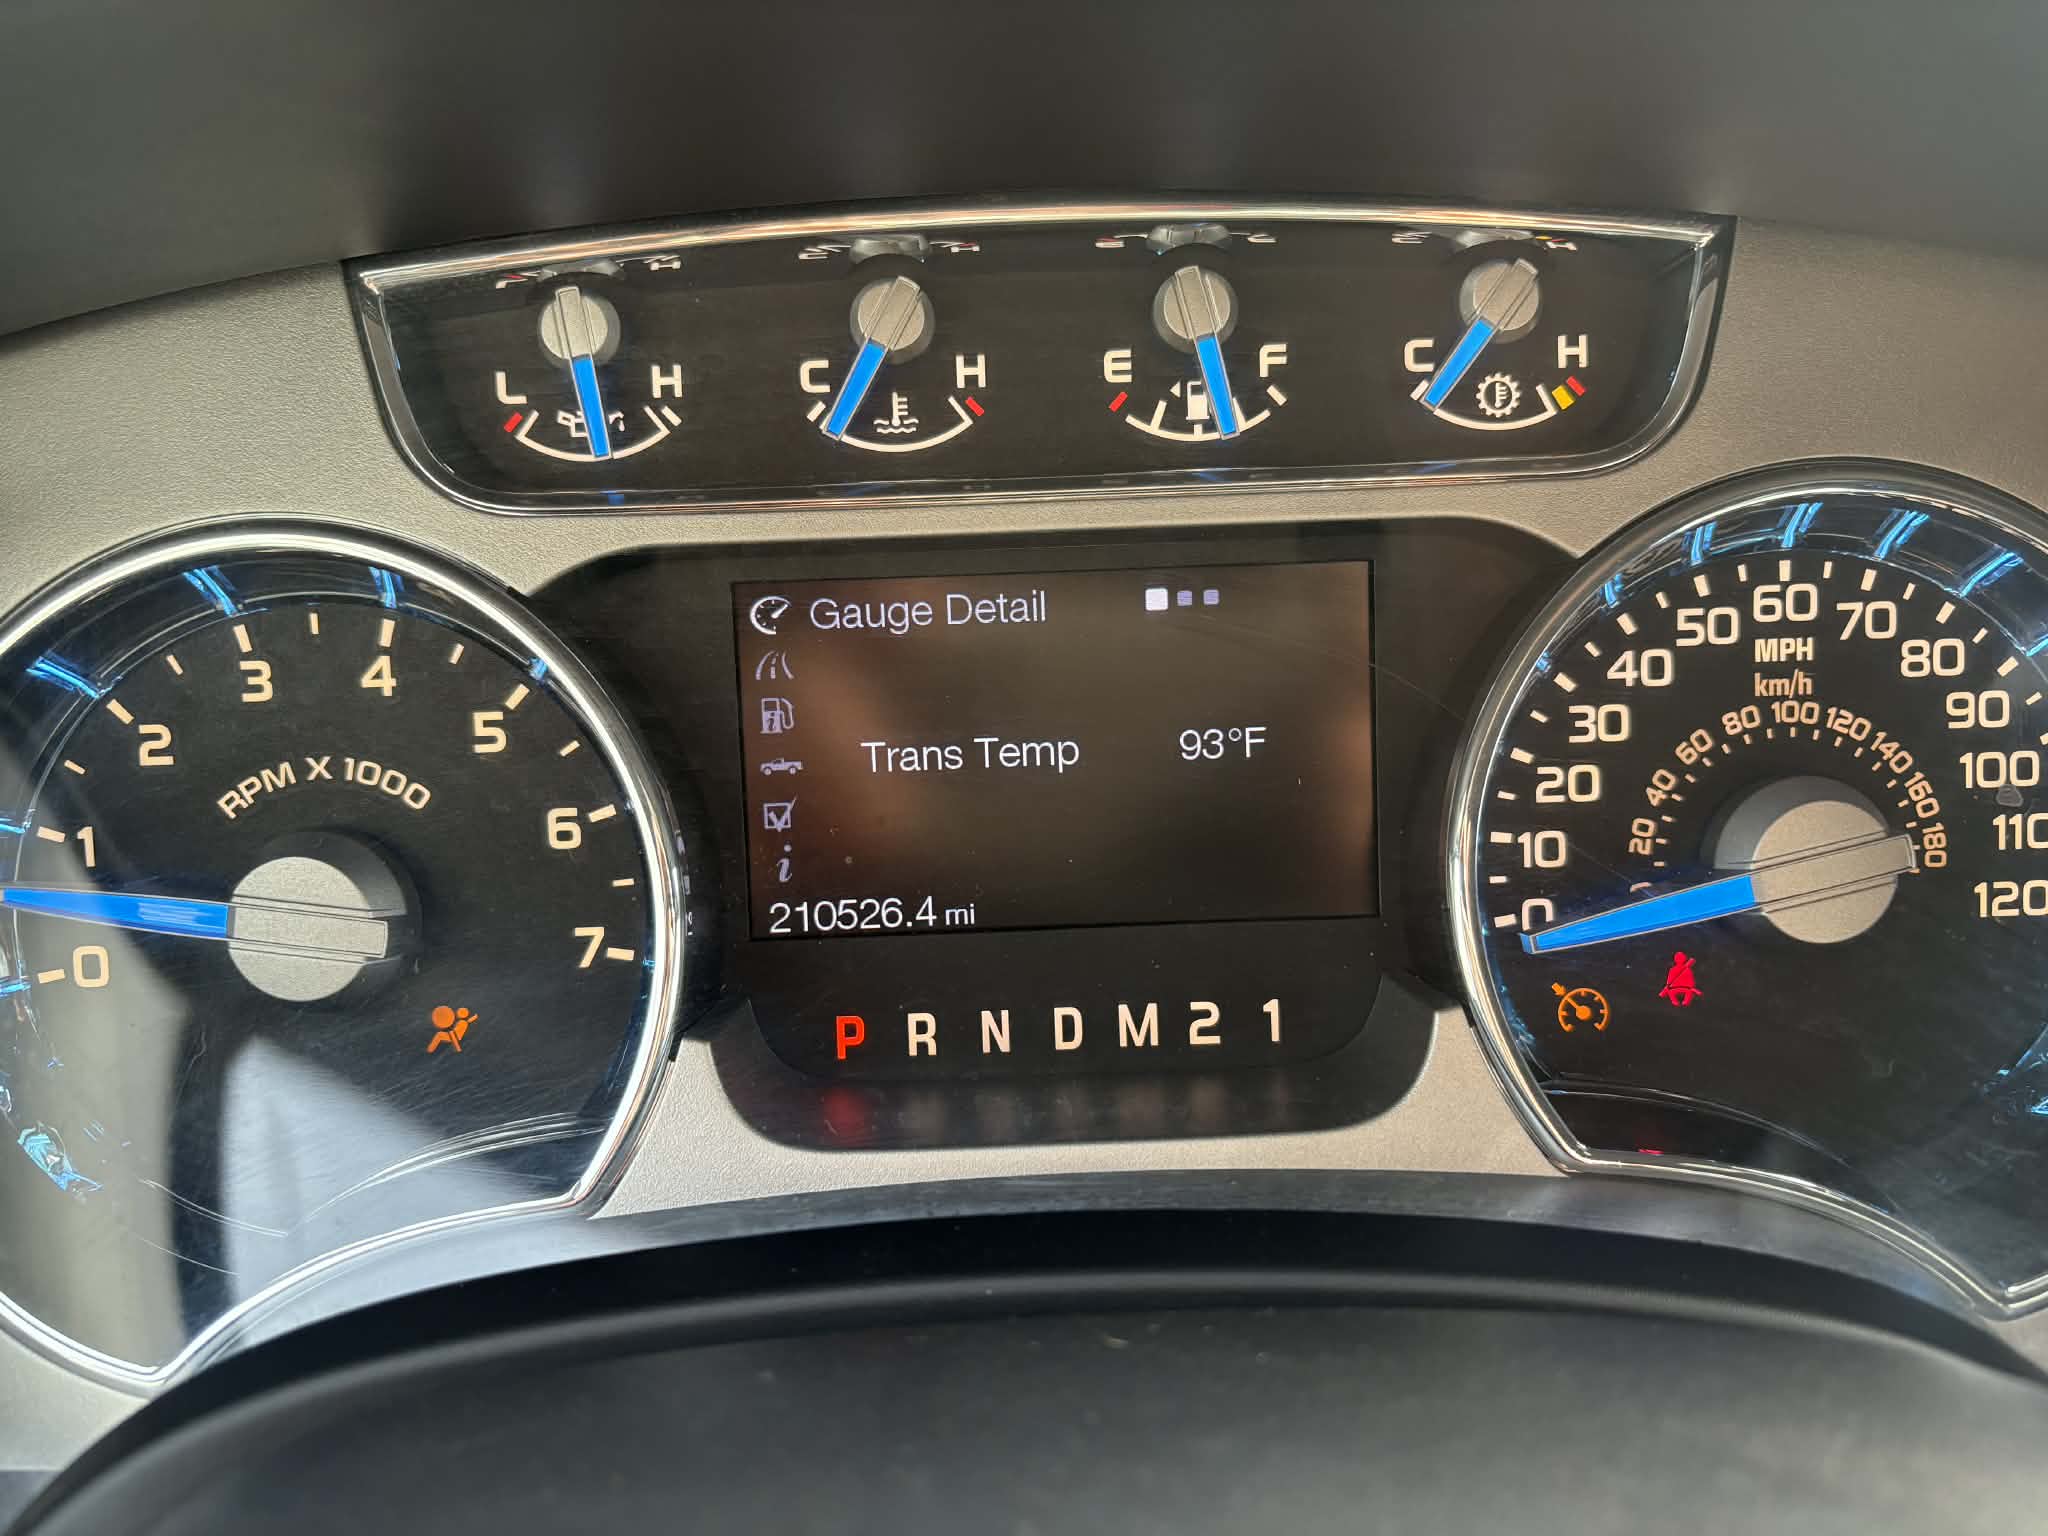 L H
C H
E F
C H
Gauge Detail
Trans Temp 93°F
210526.4 mi
P R N D M 2 1
0 1 2 3 4 5 6 7
RPM X 1000
0 10 20 30 40 50 60 70 80 90 100 110 120
MPH
km/h
20 40 60 80 100 120 140 160 180